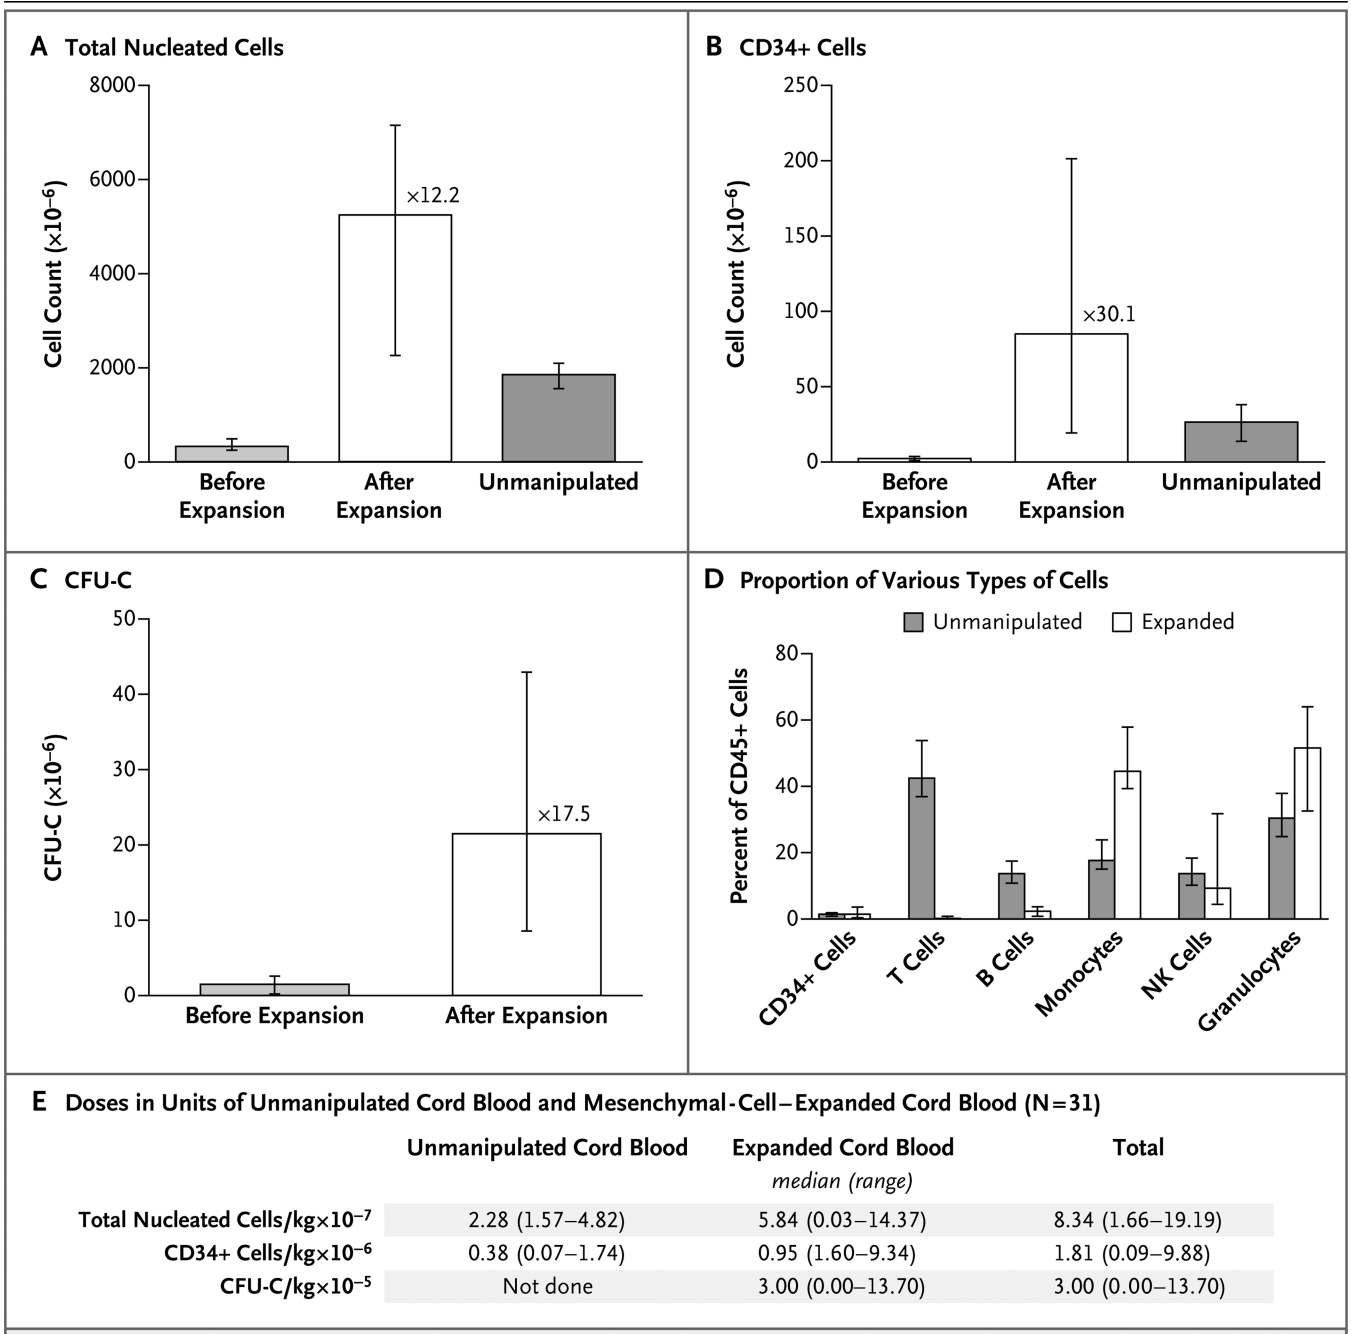 A Total Nucleated Cells
Cell Count (×10⁻⁶)
8000
6000
4000
2000
0
×12.2
Before Expansion
After Expansion
Unmanipulated
B CD34+ Cells
Cell Count (×10⁻⁶)
250
200
150
100
50
0
×30.1
Before Expansion
After Expansion
Unmanipulated
C CFU-C
CFU-C (×10⁻⁶)
50
40
30
20
10
0
×17.5
Before Expansion
After Expansion
D Proportion of Various Types of Cells
Unmanipulated
Expanded
Percent of CD45+ Cells
80
60
40
20
0
CD34+ Cells
T Cells
B Cells
Monocytes
NK Cells
Granulocytes
E Doses in Units of Unmanipulated Cord Blood and Mesenchymal-Cell–Expanded Cord Blood (N=31)
Unmanipulated Cord Blood Expanded Cord Blood Total
median (range)
Total Nucleated Cells/kg×10⁻⁷ 2.28 (1.57–4.82) 5.84 (0.03–14.37) 8.34 (1.66–19.19)
CD34+ Cells/kg×10⁻⁶ 0.38 (0.07–1.74) 0.95 (1.60–9.34) 1.81 (0.09–9.88)
CFU-C/kg×10⁻⁵ Not done 3.00 (0.00–13.70) 3.00 (0.00–13.70)